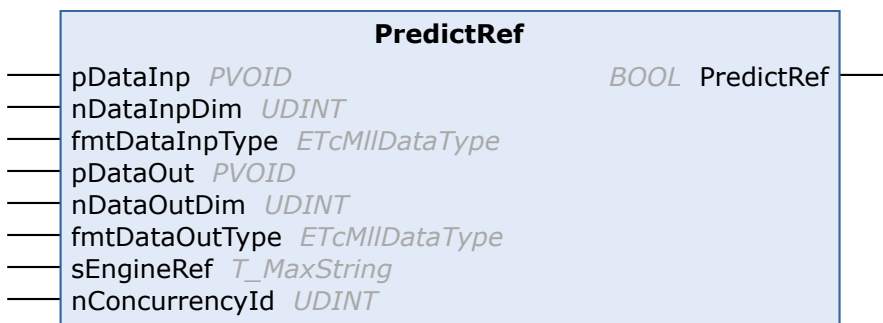 PredictRef
pDataInp PVOID BOOL PredictRef
nDataInpDim UDINT
fmtDataInpType ETcMllDataType
pDataOut PVOID
nDataOutDim UDINT
fmtDataOutType ETcMllDataType
sEngineRef T_MaxString
nConcurrencyId UDINT